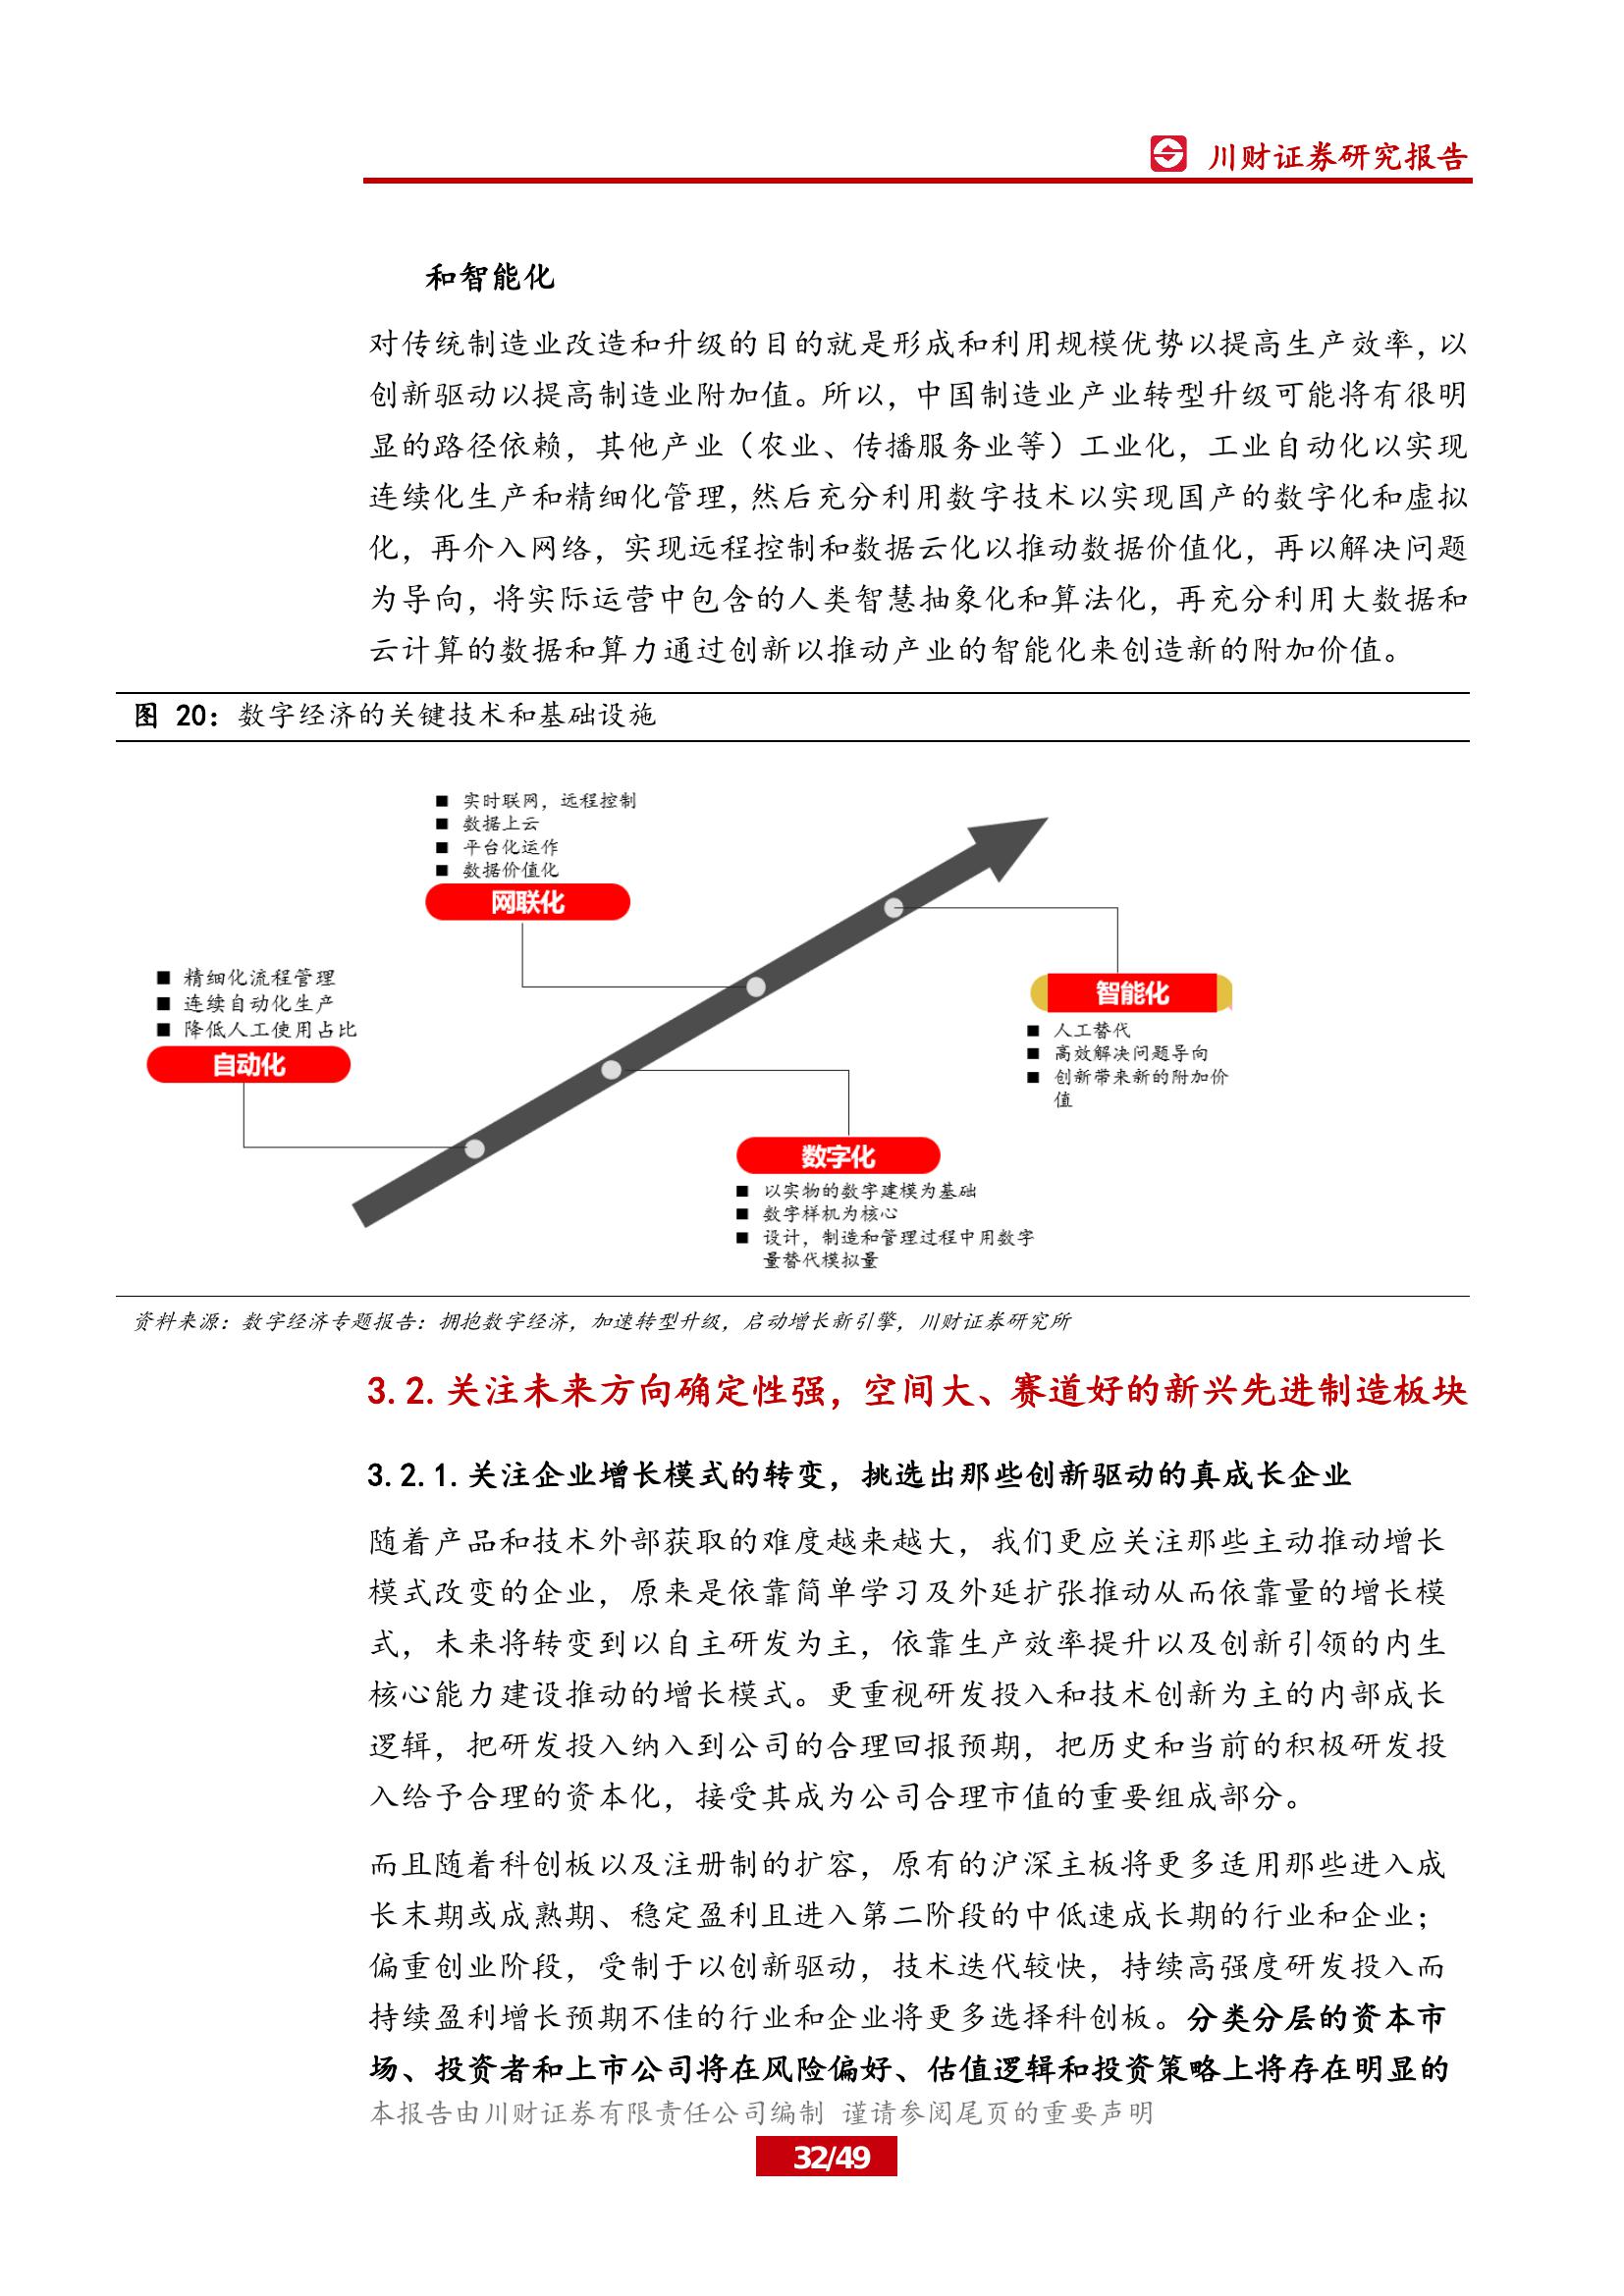 川财证券研究报告
和智能化
对传统制造业改造和升级的目的就是形成和利用规模优势以提高生产效率，以
创新驱动以提高制造业附加值。所以，中国制造业产业转型升级可能将有很明
显的路径依赖，其他产业（农业、传播服务业等）工业化，工业自动化以实现
连续化生产和精细化管理，然后充分利用数字技术以实现国产的数字化和虚拟
化，再介入网络，实现远程控制和数据云化以推动数据价值化，再以解决问题
为导向，将实际运营中包含的人类智慧抽象化和算法化，再充分利用大数据和
云计算的数据和算力通过创新以推动产业的智能化来创造新的附加价值。
图 20：数字经济的关键技术和基础设施
■ 实时联网，远程控制
■ 数据上云
■ 平台化运作
■ 数据价值化
网联化
■ 精细化流程管理
■ 连续自动化生产
■ 降低人工使用占比
自动化
智能化
■ 人工替代
■ 高效解决问题导向
■ 创新带来新的附加价
值
数字化
■ 以实物的数字建模为基础
■ 数字样机为核心
■ 设计，制造和管理过程中用数字
量替代模拟量
资料来源：数字经济专题报告：拥抱数字经济，加速转型升级，启动增长新引擎，川财证券研究所
3.2.关注未来方向确定性强，空间大、赛道好的新兴先进制造板块
3.2.1.关注企业增长模式的转变，挑选出那些创新驱动的真成长企业
随着产品和技术外部获取的难度越来越大，我们更应关注那些主动推动增长
模式改变的企业，原来是依靠简单学习及外延扩张推动从而依靠量的增长模
式，未来将转变到以自主研发为主，依靠生产效率提升以及创新引领的内生
核心能力建设推动的增长模式。更重视研发投入和技术创新为主的内部成长
逻辑，把研发投入纳入到公司的合理回报预期，把历史和当前的积极研发投
入给予合理的资本化，接受其成为公司合理市值的重要组成部分。
而且随着科创板以及注册制的扩容，原有的沪深主板将更多适用那些进入成
长末期或成熟期、稳定盈利且进入第二阶段的中低速成长期的行业和企业；
偏重创业阶段，受制于以创新驱动，技术迭代较快，持续高强度研发投入而
持续盈利增长预期不佳的行业和企业将更多选择科创板。分类分层的资本市
场、投资者和上市公司将在风险偏好、估值逻辑和投资策略上将存在明显的
本报告由川财证券有限责任公司编制 谨请参阅尾页的重要声明
32/49